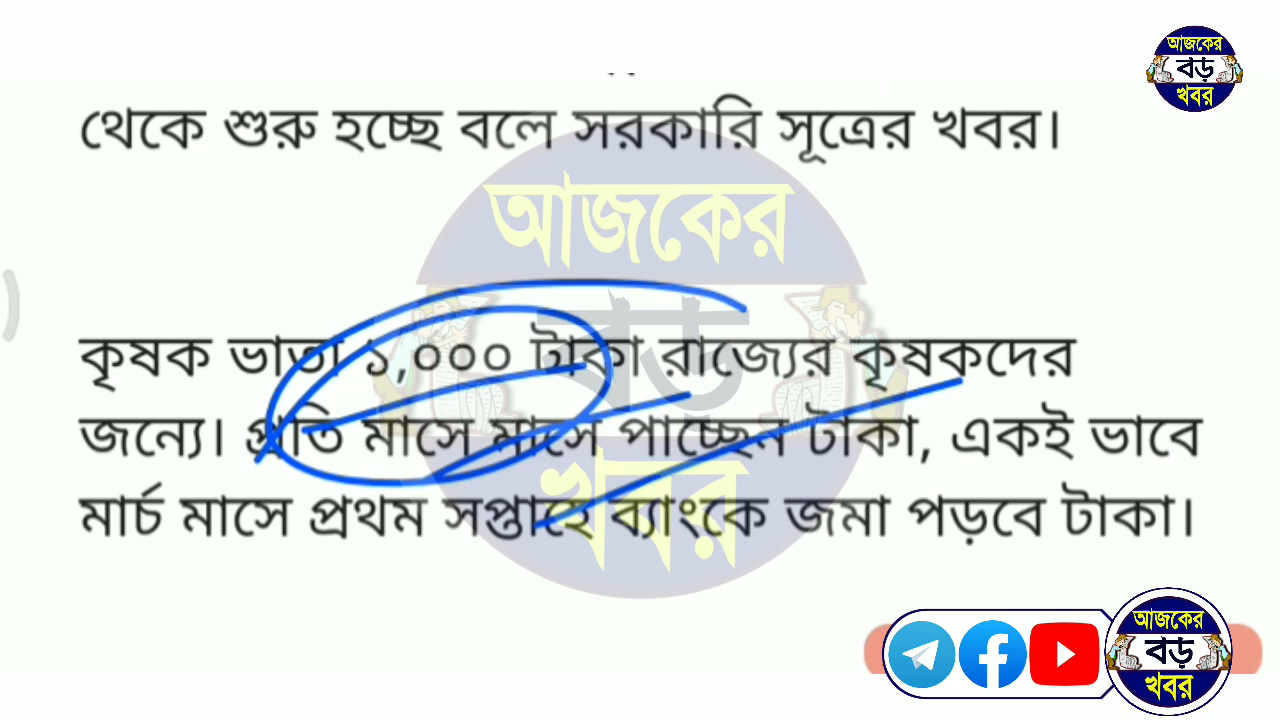 আজকের
বড়
খবর
থেকে শুরু হচ্ছে বলে সরকারি সূত্রের খবর।
আজকের
বড়
খবর
কৃষক ভাতা ১,০০০ টাকা রাজ্যের কৃষকদের
জন্যে। প্রতি মাসে মাসে পাচ্ছেন টাকা, একই ভাবে
মার্চ মাসে প্রথম সপ্তাহে ব্যাংকে জমা পড়বে টাকা।
আজকের
বড়
খবর